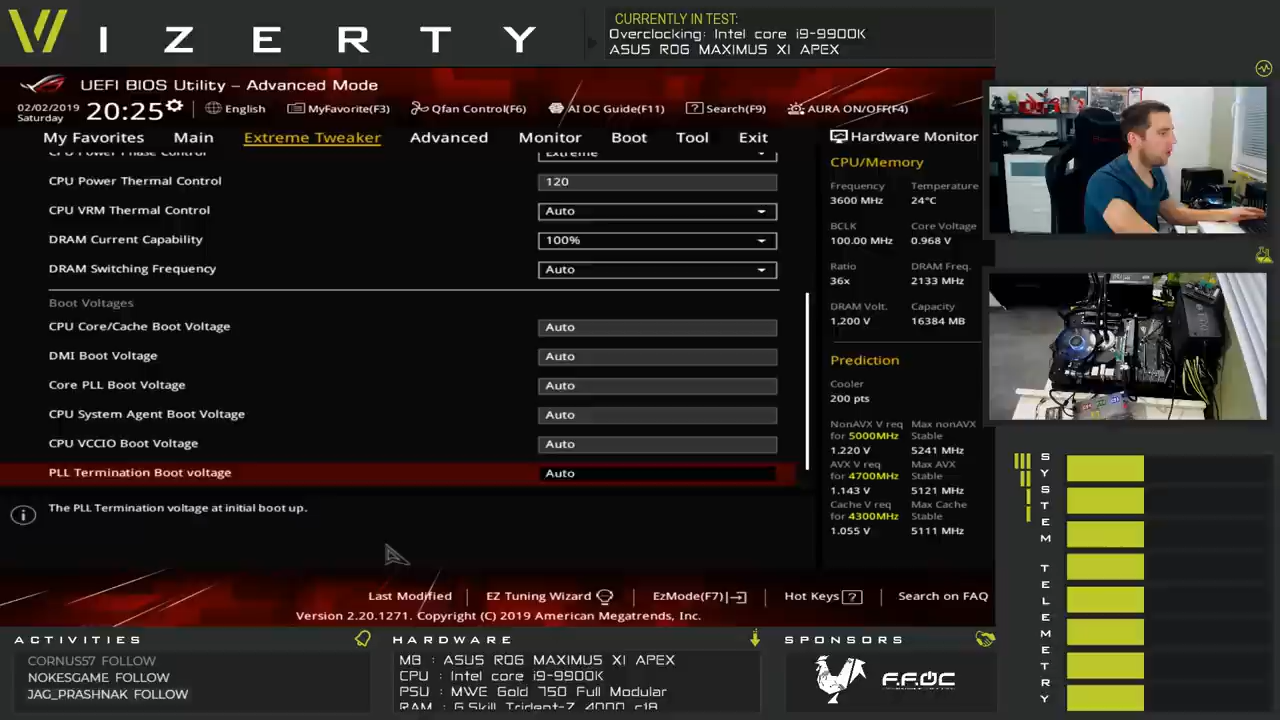 WIZERTY
CURRENTLY IN TEST:
Overclocking: Intel core i9-9900K
ASUS ROG MAXIMUS XI APEX
UEFI BIOS Utility – Advanced Mode
02/02/2019
Saturday
20:25
English
MyFavorite(F3)
Qfan Control(F6)
AI OC Guide(F11)
Search(F9)
AURA ON/OFF(F4)
My Favorites
Main
Extreme Tweaker
Advanced
Monitor
Boot
Tool
Exit
CPU Power Phase Control Extreme
CPU Power Thermal Control 120
CPU VRM Thermal Control Auto
DRAM Current Capability 100%
DRAM Switching Frequency Auto
Boot Voltages
CPU Core/Cache Boot Voltage Auto
DMI Boot Voltage Auto
Core PLL Boot Voltage Auto
CPU System Agent Boot Voltage Auto
CPU VCCIO Boot Voltage Auto
PLL Termination Boot voltage Auto
The PLL Termination voltage at initial boot up.
Hardware Monitor
CPU/Memory
Frequency Temperature
3600 MHz 24°C
BCLK Core Voltage
100.00 MHz 0.968 V
Ratio DRAM Freq.
36x 2133 MHz
DRAM Volt. Capacity
1.200 V 16384 MB
Prediction
Cooler
200 pts
NonAVX V req Max nonAVX
for 5000MHz Stable
1.220 V 5241 MHz
AVX V req Max AVX
for 4700MHz Stable
1.143 V 5121 MHz
Cache V req Max Cache
for 4300MHz Stable
1.055 V 5111 MHz
Last Modified
EZ Tuning Wizard
EzMode(F7)
Hot Keys ?
Search on FAQ
Version 2.20.1271. Copyright (C) 2019 American Megatrends, Inc.
SYSTEM TELEMETRY
ACTIVITIES
CORNUS57 FOLLOW
NOKESGAME FOLLOW
JAG_PRASHNAK FOLLOW
HARDWARE
MB : ASUS ROG MAXIMUS XI APEX
CPU : Intel core i9-9900K
PSU : MWE Gold 750 Full Modular
RAM : G.Skill Trident-Z 4000 c18
SPONSORS
F.F.OC